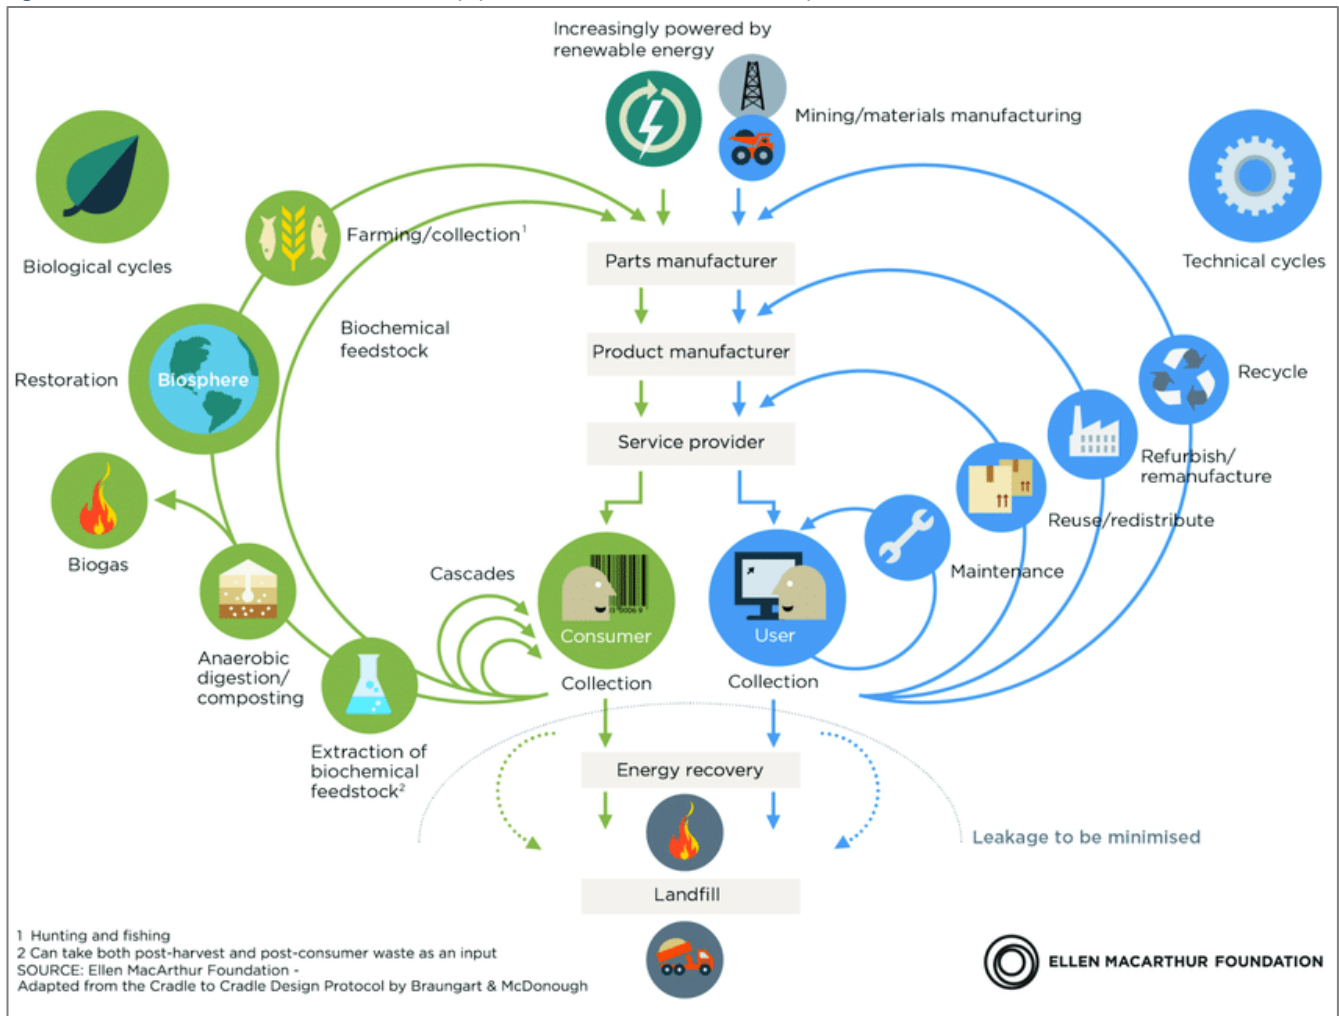 Increasingly powered by
renewable energy
Mining/materials manufacturing
Biological cycles
Technical cycles
Farming/collection¹
Parts manufacturer
Biochemical
feedstock
Product manufacturer
Restoration
Biosphere
Recycle
Service provider
Refurbish/
remanufacture
Reuse/redistribute
Biogas
Cascades
Maintenance
Consumer
User
Anaerobic
digestion/
composting
Collection
Collection
Extraction of
biochemical
feedstock²
Energy recovery
Leakage to be minimised
Landfill
1 Hunting and fishing
2 Can take both post-harvest and post-consumer waste as an input
SOURCE: Ellen MacArthur Foundation -
Adapted from the Cradle to Cradle Design Protocol by Braungart & McDonough
ELLEN MACARTHUR FOUNDATION